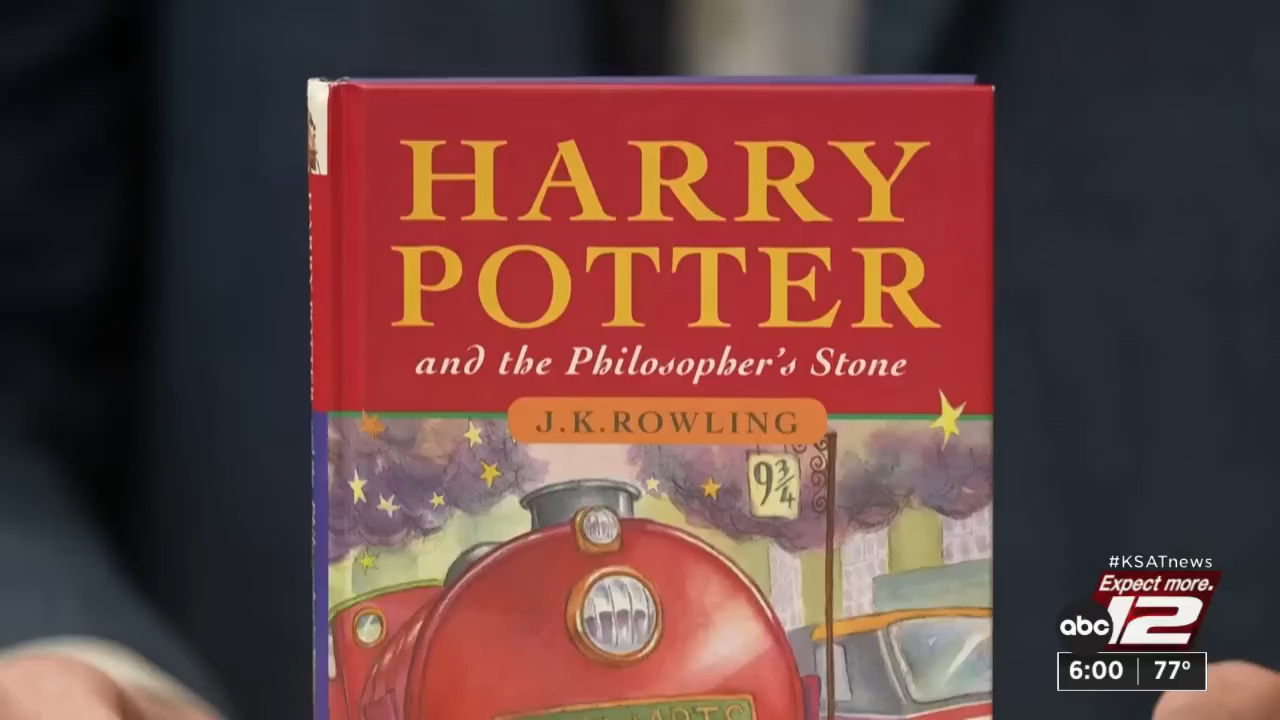 HARRY
POTTER
and the Philosopher's Stone
J.K.ROWLING
9¾
#KSATnews
Expect more.
abc 12
6:00 | 77°